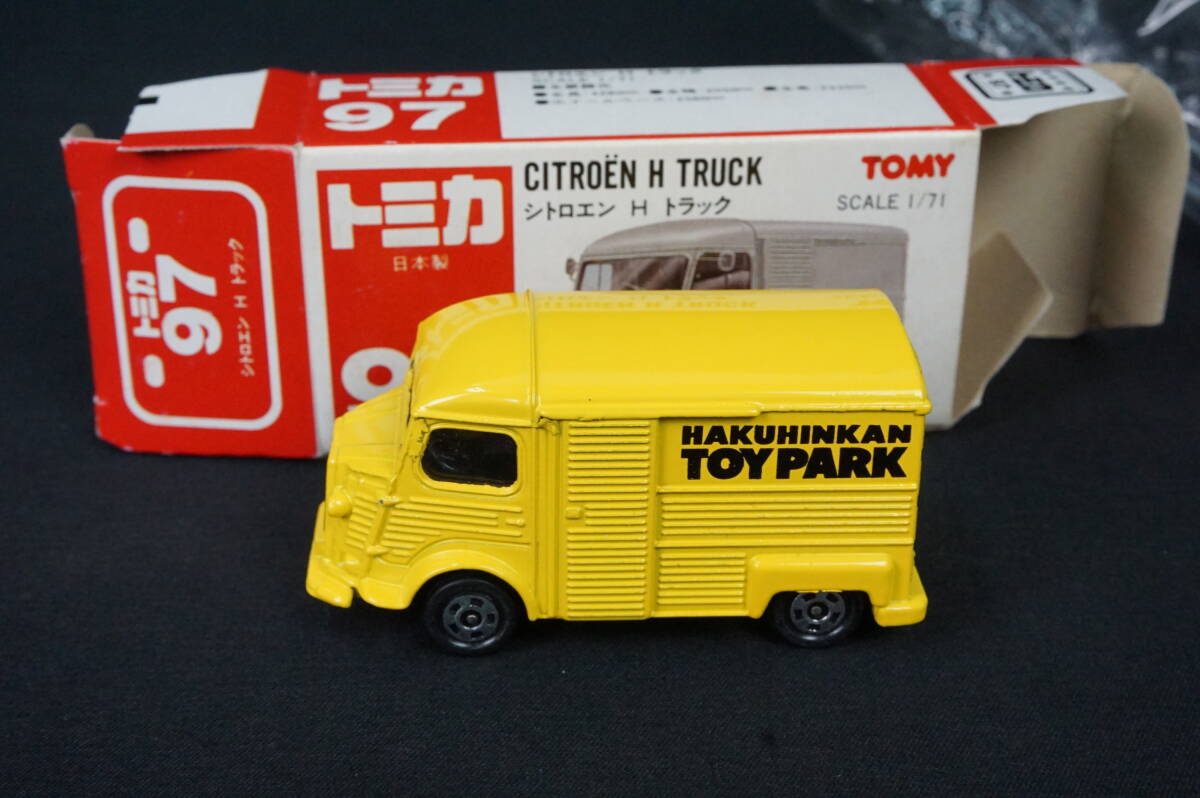 トミカ
97
トミカ
97
シトロエン H トラック
トミカ
日本製
CITROËN H TRUCK
シトロエン H トラック
TOMY
SCALE 1/71
HAKUHINKAN
TOY PARK